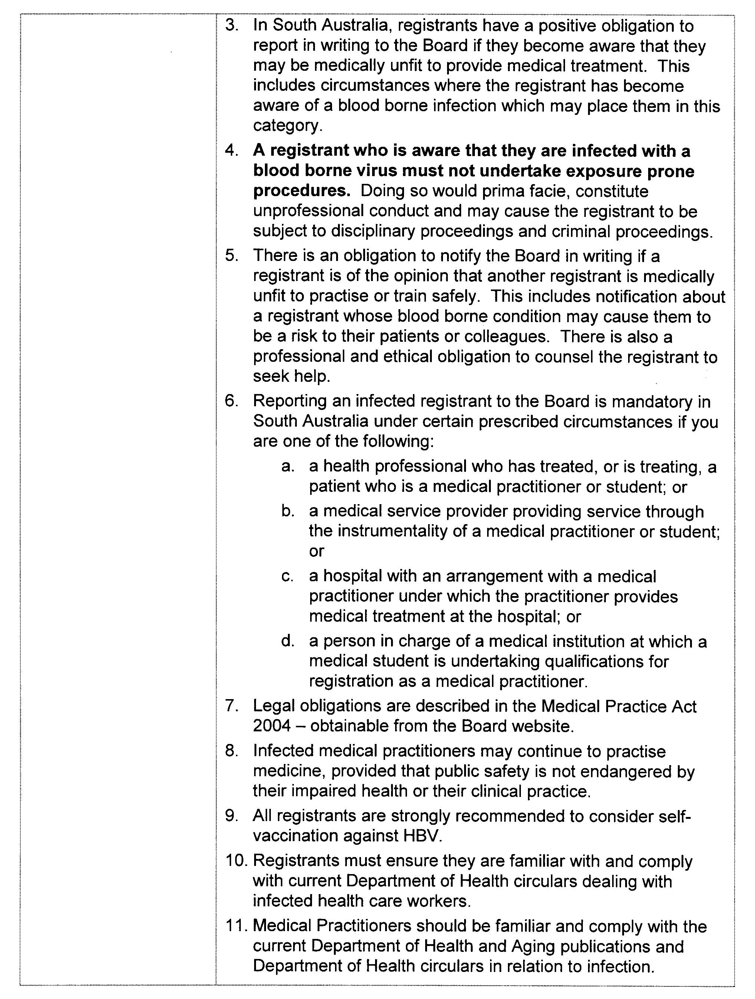 3. In South Australia, registrants have a positive obligation to
report in writing to the Board if they become aware that they
may be medically unfit to provide medical treatment. This
includes circumstances where the registrant has become
aware of a blood borne infection which may place them in this
category.
4. A registrant who is aware that they are infected with a
blood borne virus must not undertake exposure prone
procedures. Doing so would prima facie, constitute
unprofessional conduct and may cause the registrant to be
subject to disciplinary proceedings and criminal proceedings.
5. There is an obligation to notify the Board in writing if a
registrant is of the opinion that another registrant is medically
unfit to practise or train safely. This includes notification about
a registrant whose blood borne condition may cause them to
be a risk to their patients or colleagues. There is also a
professional and ethical obligation to counsel the registrant to
seek help.
6. Reporting an infected registrant to the Board is mandatory in
South Australia under certain prescribed circumstances if you
are one of the following:
a. a health professional who has treated, or is treating, a
patient who is a medical practitioner or student; or
b. a medical service provider providing service through
the instrumentality of a medical practitioner or student;
or
c. a hospital with an arrangement with a medical
practitioner under which the practitioner provides
medical treatment at the hospital; or
d. a person in charge of a medical institution at which a
medical student is undertaking qualifications for
registration as a medical practitioner.
7. Legal obligations are described in the Medical Practice Act
2004 – obtainable from the Board website.
8. Infected medical practitioners may continue to practise
medicine, provided that public safety is not endangered by
their impaired health or their clinical practice.
9. All registrants are strongly recommended to consider self-
vaccination against HBV.
10. Registrants must ensure they are familiar with and comply
with current Department of Health circulars dealing with
infected health care workers.
11. Medical Practitioners should be familiar and comply with the
current Department of Health and Aging publications and
Department of Health circulars in relation to infection.